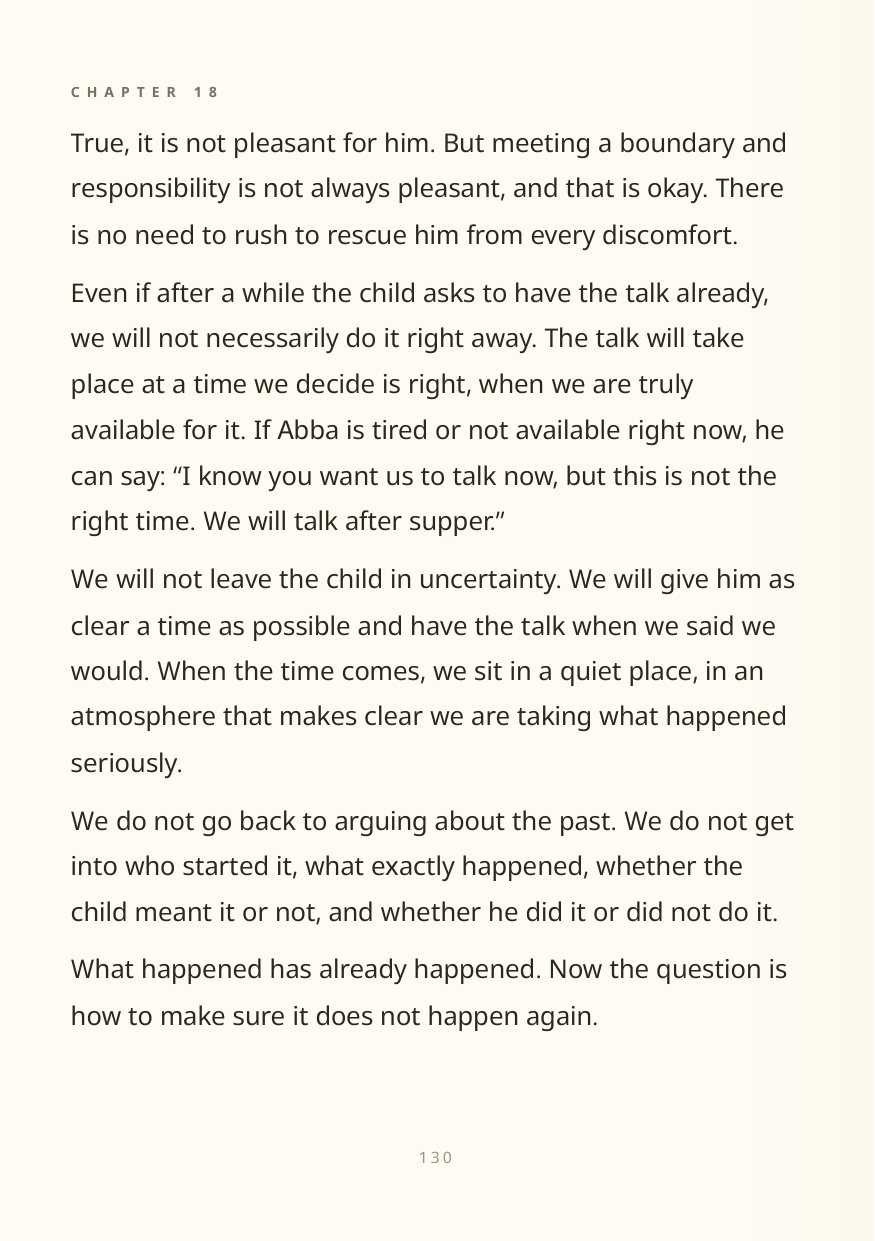 CHAPTER 18
True, it is not pleasant for him. But meeting a boundary and
responsibility is not always pleasant, and that is okay. There
is no need to rush to rescue him from every discomfort.
Even if after a while the child asks to have the talk already,
we will not necessarily do it right away. The talk will take
place at a time we decide is right, when we are truly
available for it. If Abba is tired or not available right now, he
can say: “I know you want us to talk now, but this is not the
right time. We will talk after supper.”
We will not leave the child in uncertainty. We will give him as
clear a time as possible and have the talk when we said we
would. When the time comes, we sit in a quiet place, in an
atmosphere that makes clear we are taking what happened
seriously.
We do not go back to arguing about the past. We do not get
into who started it, what exactly happened, whether the
child meant it or not, and whether he did it or did not do it.
What happened has already happened. Now the question is
how to make sure it does not happen again.
130